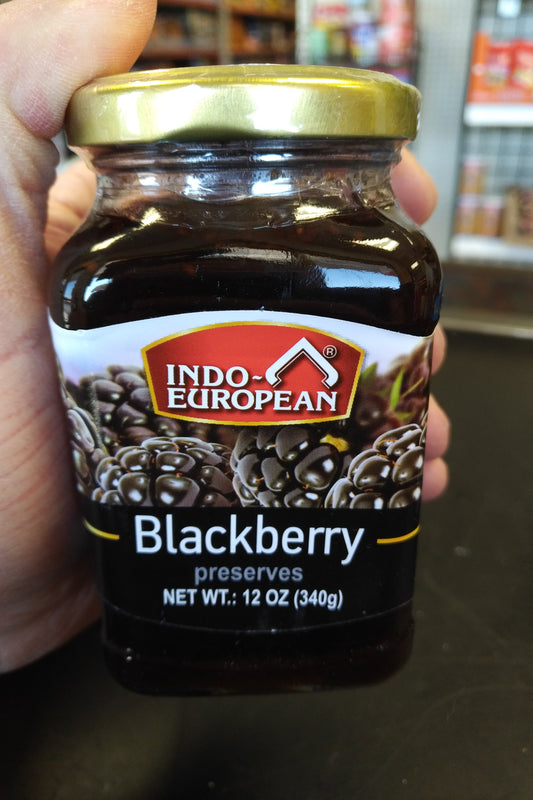 INDO~
EUROPEAN ®
Blackberry
preserves
NET WT.: 12 OZ (340g)